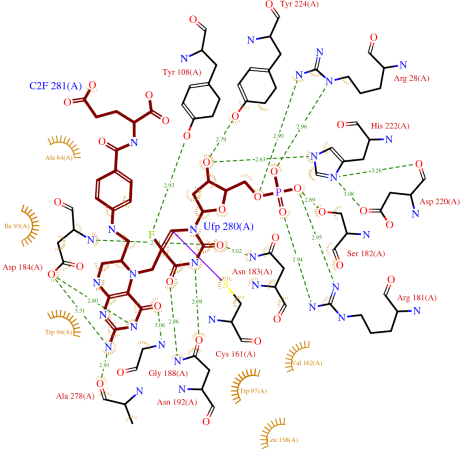 Tyr 224(A)
O
N
O
N
Tyr 108(A)
O
N
N
N
O
N
Arg 28(A)
C2F 281(A)
O
O
O
O
O
O
2.99
2.96
His 222(A)
O
N
N
2.79
Ala 64(A)
O
N
2.63
N
N
3.26
O
O
2.93
3.08
N
O
O
Asp 220(A)
O
P
O
O
O
2.69
O
O
Ser 182(A)
N
Ile 93(A)
N
N
F
N
Ufp 280(A)
O
O
N
3.02
N
O
Asn 183(A)
N
O
2.95
2.94
Asp 184(A)
O
O
N
N
O
N
N
N
N
O
N
S
N
N
N
Arg 181(A)
O
N
3.31
2.80
3.06
2.86
2.69
Trp 94(A)
N
N
O
Gly 188(A)
N
O
N
O
Cys 161(A)
Val 162(A)
2.91
O
Ala 278(A)
N
Asn 192(A)
N
O
Trp 97(A)
Leu 158(A)